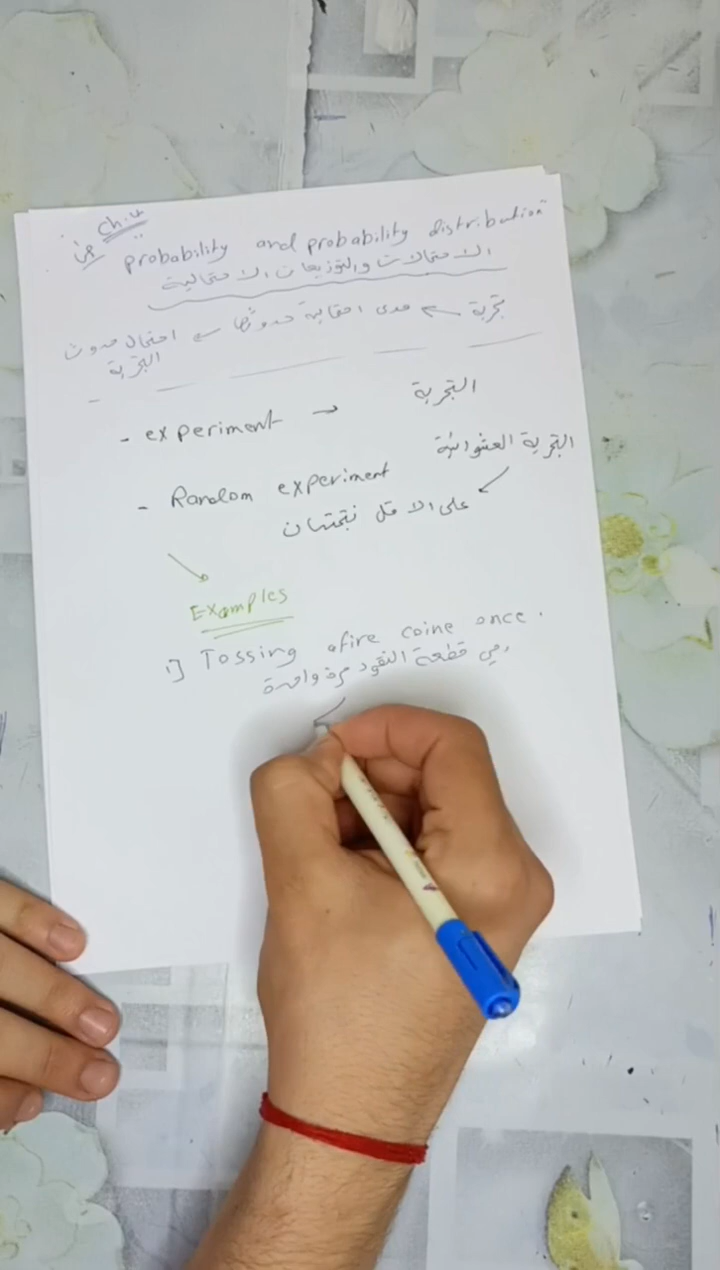 Ch.4
probability and probability distribution
الاحتمالات والتوزيعات الاحتمالية
تجربة ← مدى احقانية حدوثها ← احتمال حدوث
التجربة
- experiment → التجربة
التجربة العشوائية
- Random experiment
على الاقل نتيجتان
Examples
1] Tossing afire coine once.
رمي قطعة النقود مرة واحدة